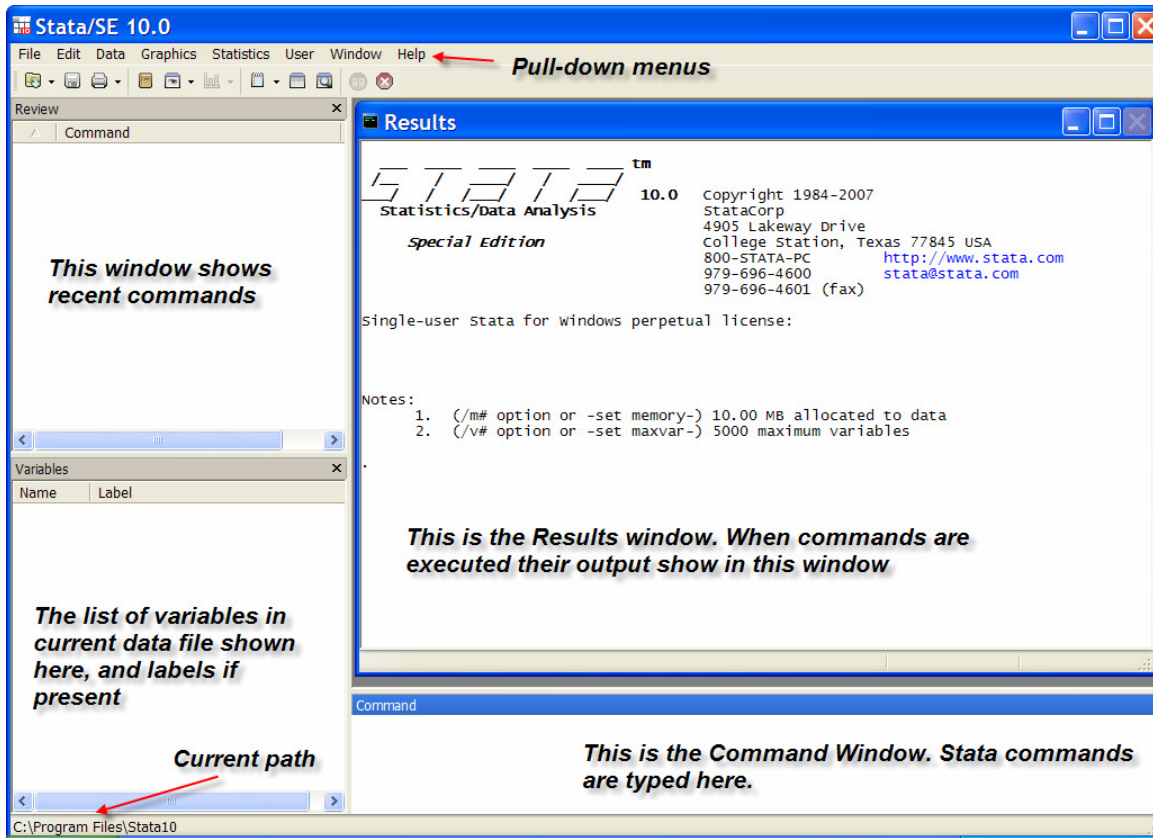 Stata/SE 10.0
File Edit Data Graphics Statistics User Window Help
Pull-down menus
Review
Command
This window shows
recent commands
Results
STATA tm
10.0 Copyright 1984-2007
Statistics/Data Analysis StataCorp
4905 Lakeway Drive
Special Edition College Station, Texas 77845 USA
800-STATA-PC http://www.stata.com
979-696-4600 stata@stata.com
979-696-4601 (fax)
Single-user Stata for Windows perpetual license:
Notes:
1. (/m# option or -set memory-) 10.00 MB allocated to data
2. (/v# option or -set maxvar-) 5000 maximum variables
.
This is the Results window. When commands are
executed their output show in this window
Variables
Name Label
The list of variables in
current data file shown
here, and labels if
present
Current path
Command
This is the Command Window. Stata commands
are typed here.
C:\Program Files\Stata10